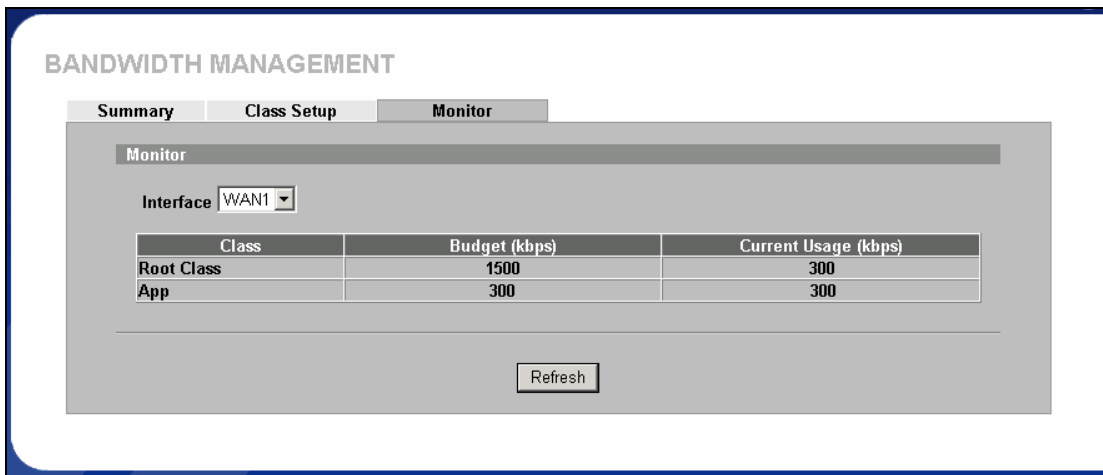 BANDWIDTH MANAGEMENT
Summary Class Setup Monitor
Monitor
Interface WAN1
Class Budget (kbps) Current Usage (kbps)
Root Class 1500 300
App 300 300
Refresh